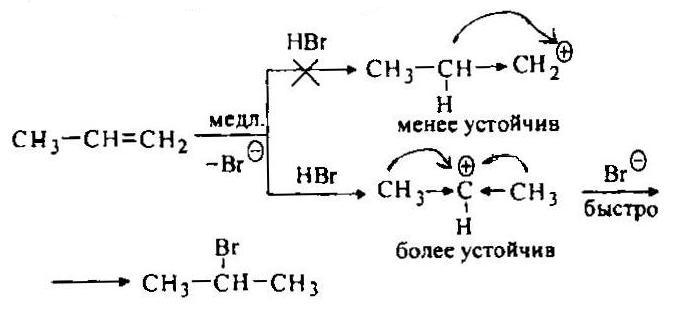 HBr
CH₃–CH→CH₂⊕
H
менее устойчив
CH₃–CH=CH₂
медл.
–Br⊖
HBr
CH₃→C←CH₃
⊕
H
более устойчив
Br⊖
быстро
Br
CH₃–CH–CH₃